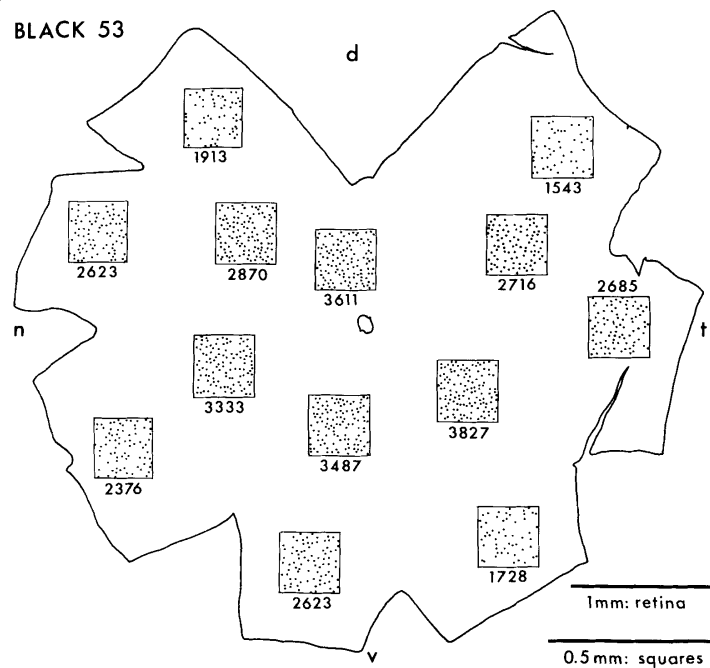 BLACK 53
d
1913
1543
2623
2870
3611
2716
2685
n
t
3333
3827
3487
2376
1728
2623
1mm: retina
v
0.5mm: squares